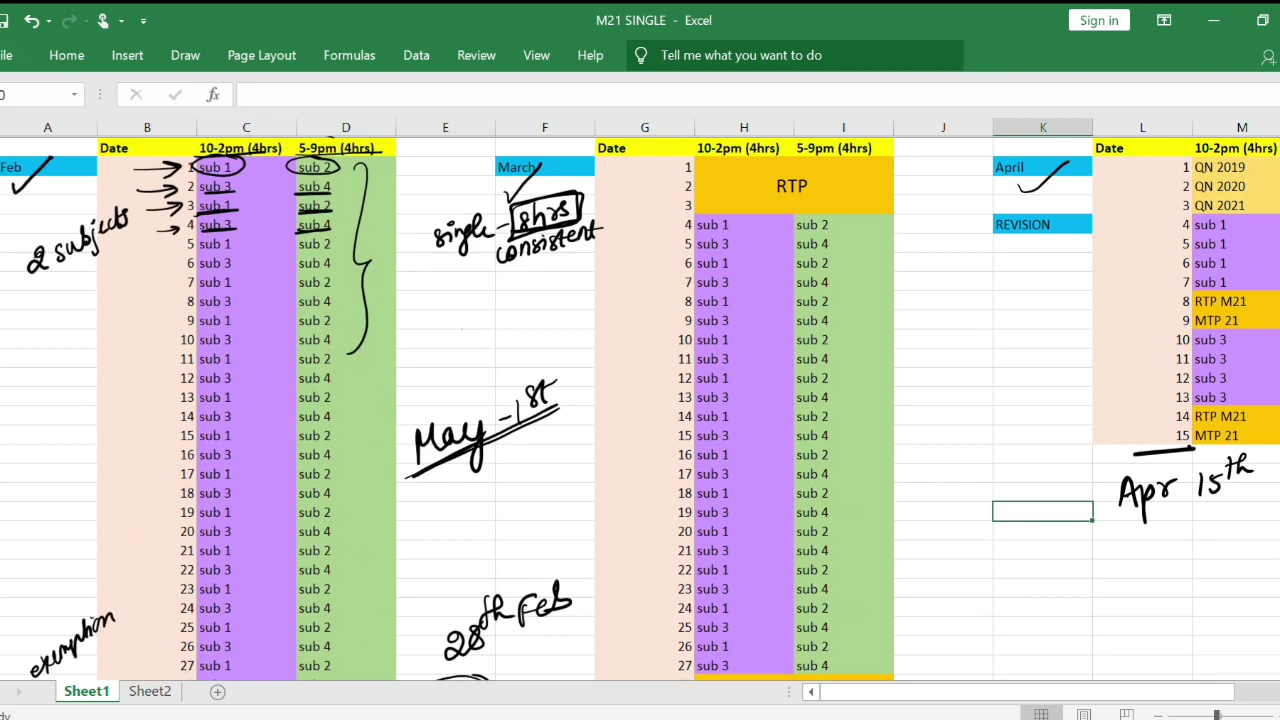 M21 SINGLE - Excel
Sign in
ile Home Insert Draw Page Layout Formulas Data Review View Help Tell me what you want to do
0 fx
A B C D E F G H I J K L M
Date 10-2pm (4hrs) 5-9pm (4hrs) Date 10-2pm (4hrs) 5-9pm (4hrs) Date 10-2pm (4hrs)
Feb 1 sub 1 sub 2 March 1 April 1 QN 2019
2 sub 3 sub 4 2 RTP 2 QN 2020
3 sub 1 sub 2 3 3 QN 2021
4 sub 3 sub 4 4 sub 1 sub 2 REVISION 4 sub 1
5 sub 1 sub 2 5 sub 3 sub 4 5 sub 1
6 sub 3 sub 4 6 sub 1 sub 2 6 sub 1
7 sub 1 sub 2 7 sub 3 sub 4 7 sub 1
8 sub 3 sub 4 8 sub 1 sub 2 8 RTP M21
9 sub 1 sub 2 9 sub 3 sub 4 9 MTP 21
10 sub 3 sub 4 10 sub 1 sub 2 10 sub 3
11 sub 1 sub 2 11 sub 3 sub 4 11 sub 3
12 sub 3 sub 4 12 sub 1 sub 2 12 sub 3
13 sub 1 sub 2 13 sub 3 sub 4 13 sub 3
14 sub 3 sub 4 14 sub 1 sub 2 14 RTP M21
15 sub 1 sub 2 15 sub 3 sub 4 15 MTP 21
16 sub 3 sub 4 16 sub 1 sub 2
17 sub 1 sub 2 17 sub 3 sub 4
18 sub 3 sub 4 18 sub 1 sub 2
19 sub 1 sub 2 19 sub 3 sub 4
20 sub 3 sub 4 20 sub 1 sub 2
21 sub 1 sub 2 21 sub 3 sub 4
22 sub 3 sub 4 22 sub 1 sub 2
23 sub 1 sub 2 23 sub 3 sub 4
24 sub 3 sub 4 24 sub 1 sub 2
25 sub 1 sub 2 25 sub 3 sub 4
26 sub 3 sub 4 26 sub 1 sub 2
27 sub 1 sub 2 27 sub 3 sub 4
2 subjects
single - 8hrs
consistent
May - 1st
Apr 15th
28th Feb
exemption
Sheet1 Sheet2